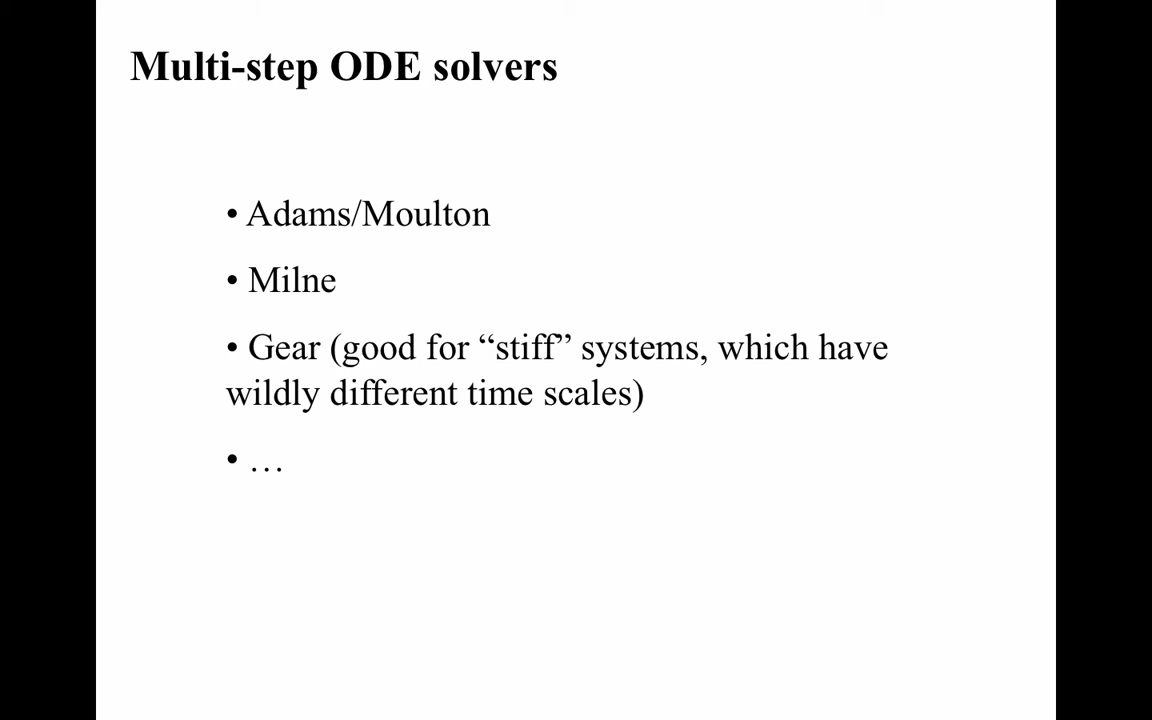 Multi-step ODE solvers
• Adams/Moulton
• Milne
• Gear (good for “stiff” systems, which have
wildly different time scales)
• …